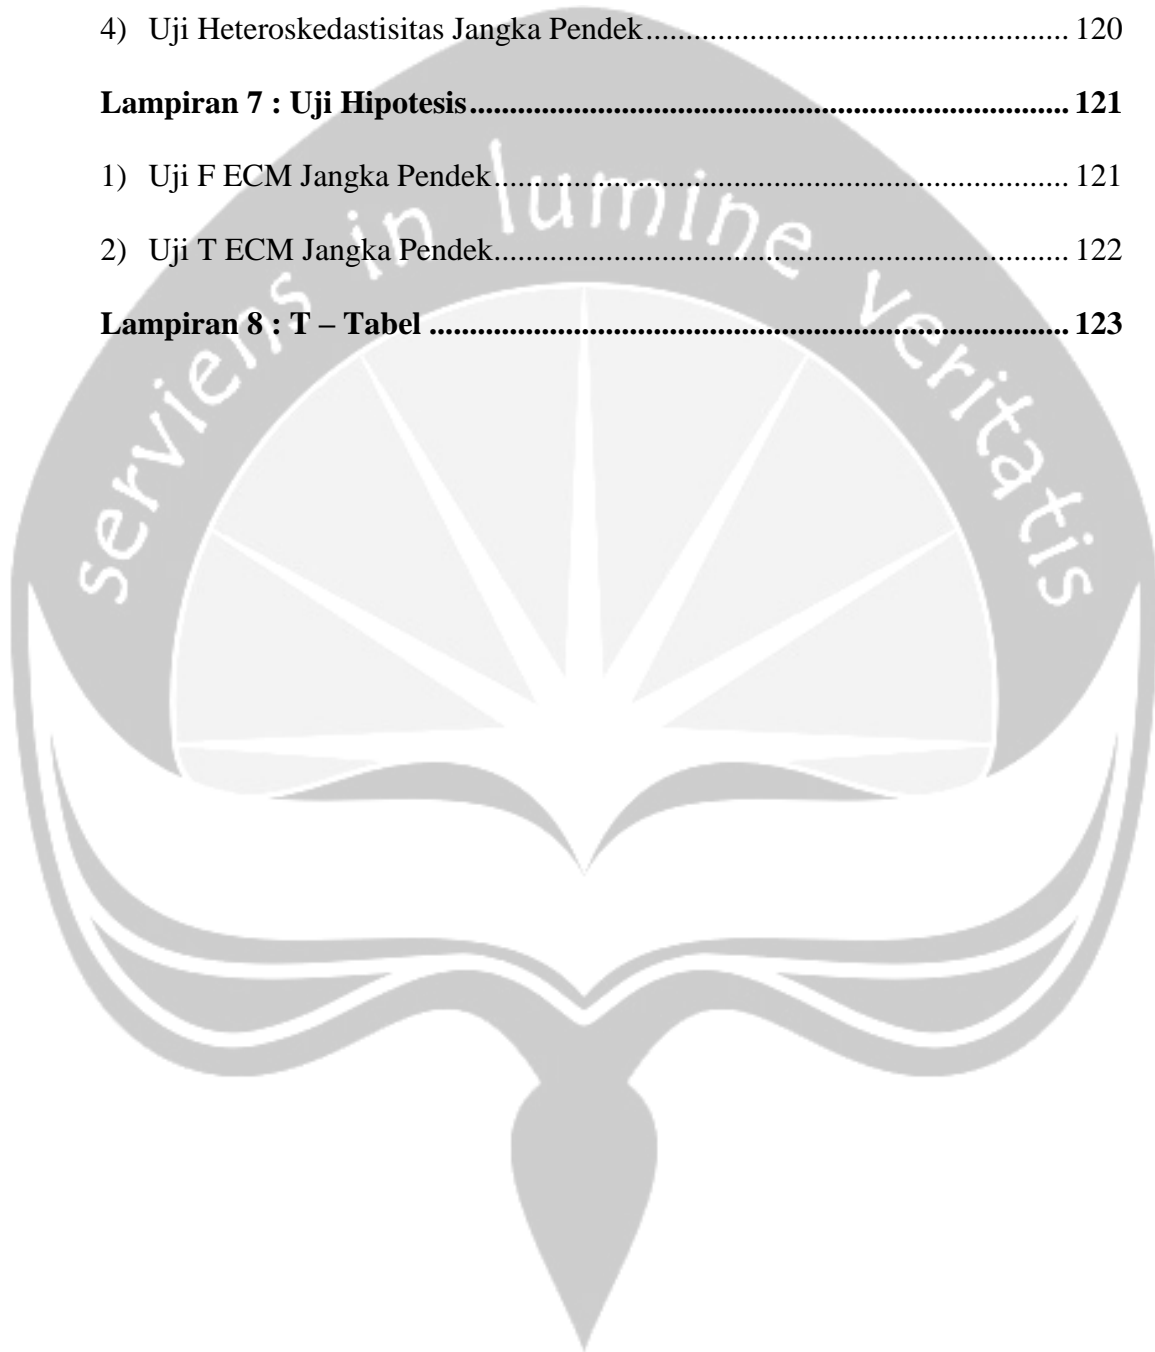 4) Uji Heteroskedastisitas Jangka Pendek..................................................... 120
Lampiran 7 : Uji Hipotesis.......................................................................... 121
1) Uji F ECM Jangka Pendek....................................................................... 121
2) Uji T ECM Jangka Pendek....................................................................... 122
Lampiran 8 : T – Tabel ............................................................................... 123
serviens in lumine veritatis